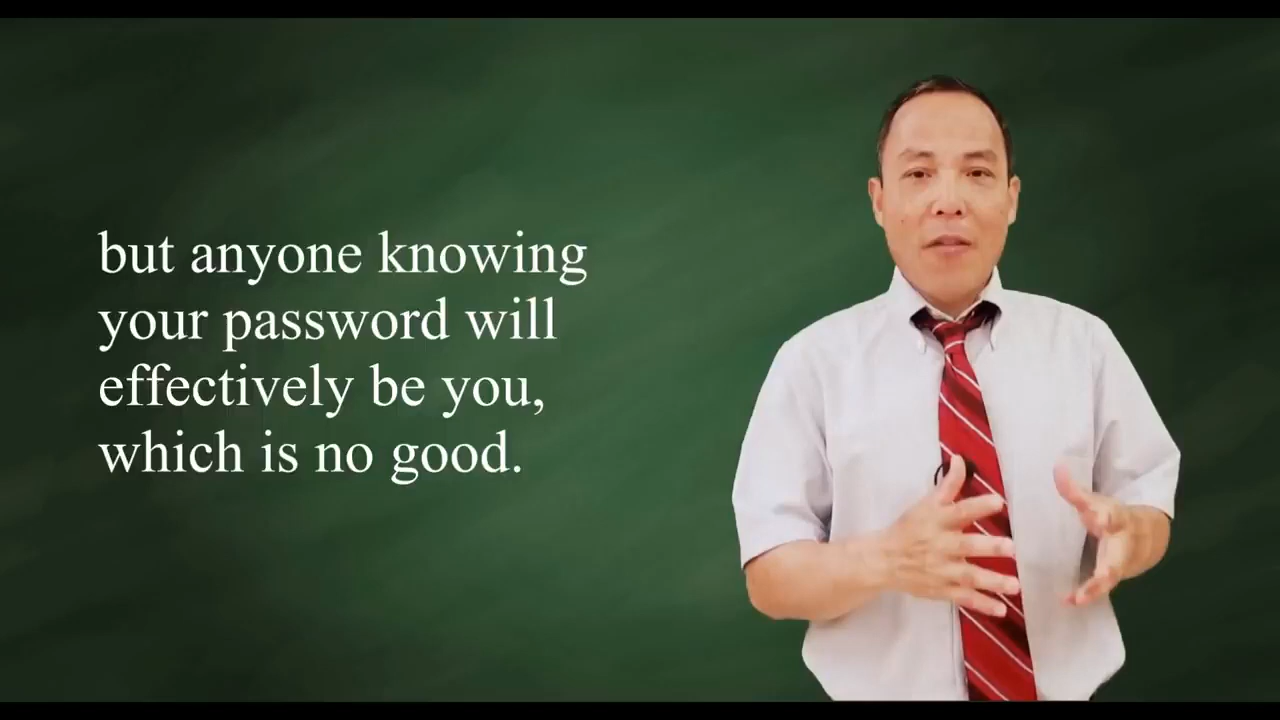 but anyone knowing
your password will
effectively be you,
which is no good.